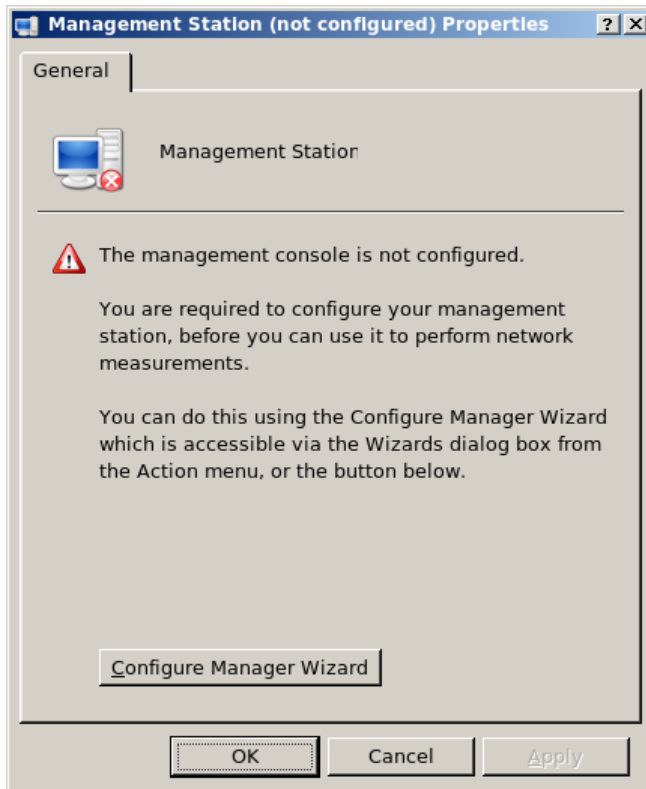 Management Station (not configured) Properties
General
Management Station
The management console is not configured.
You are required to configure your management
station, before you can use it to perform network
measurements.
You can do this using the Configure Manager Wizard
which is accessible via the Wizards dialog box from
the Action menu, or the button below.
Configure Manager Wizard
OK Cancel Apply